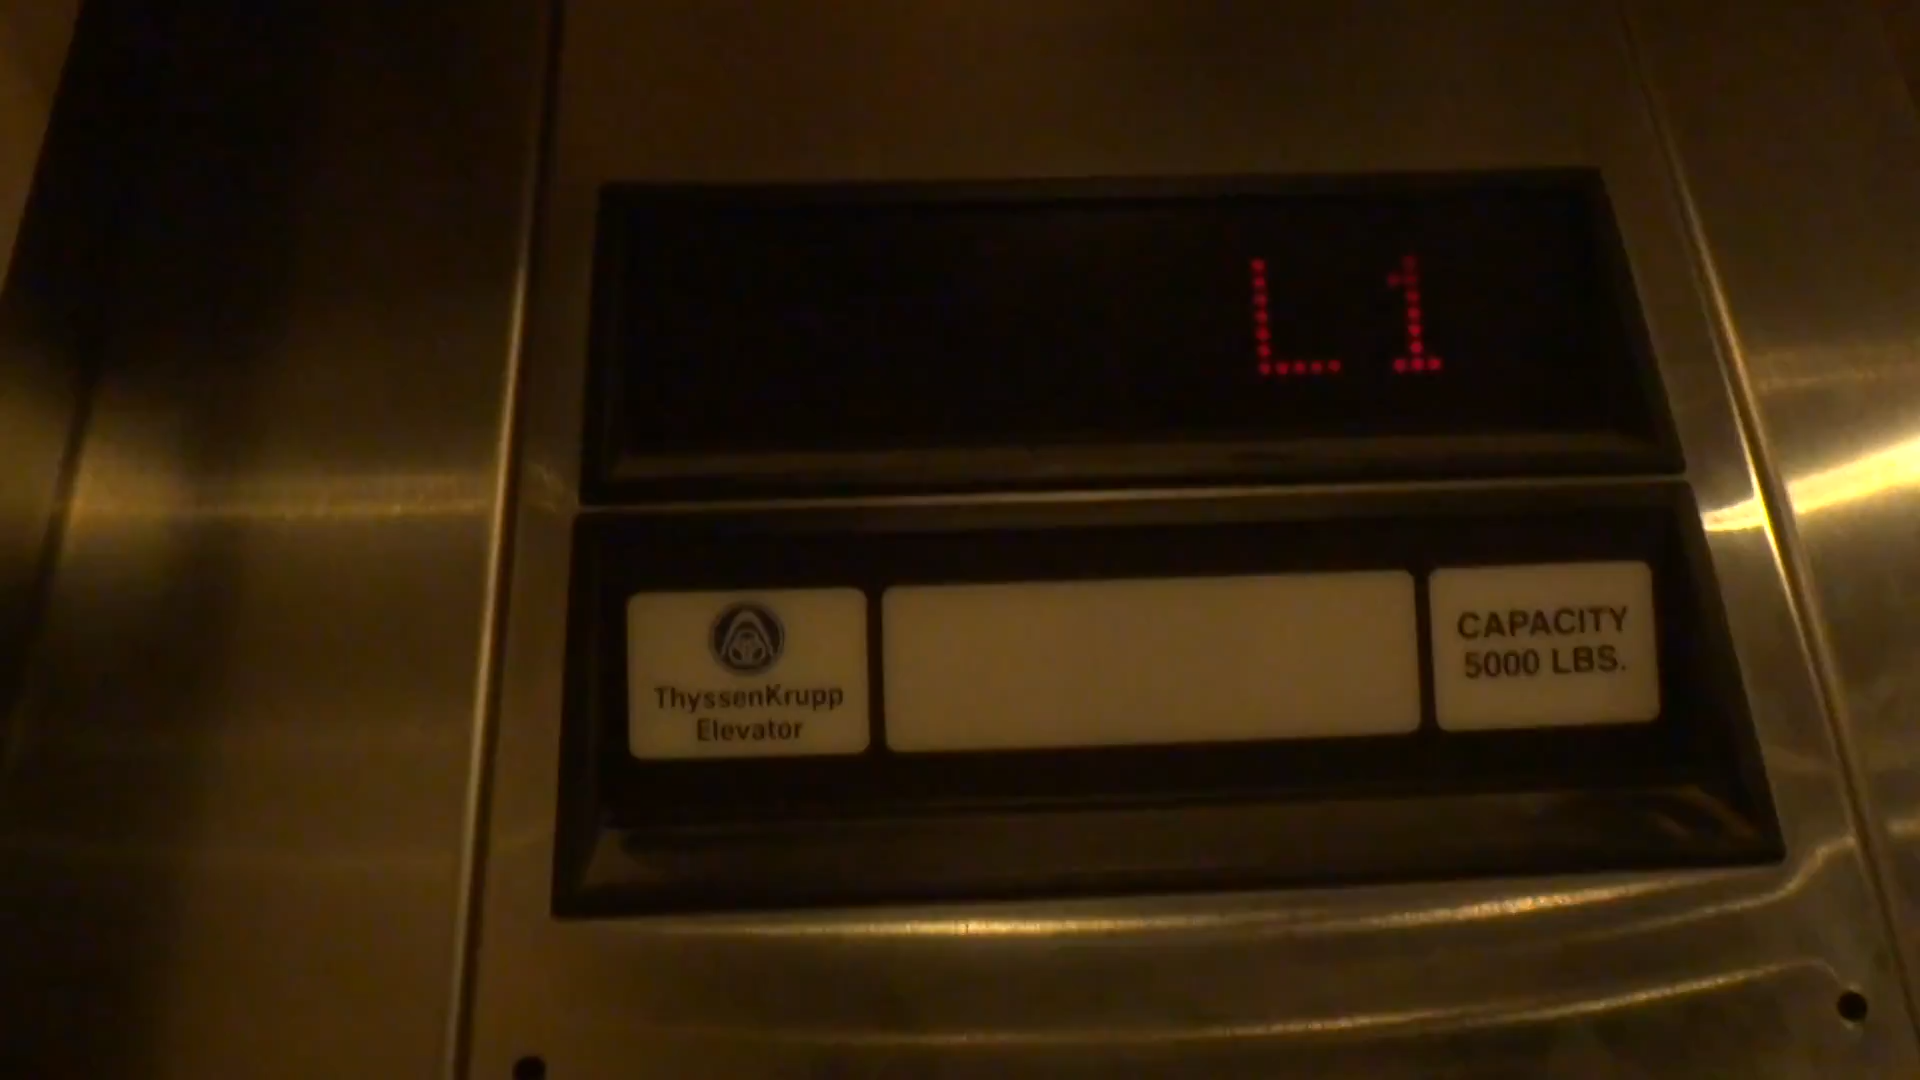 L1
ThyssenKrupp
Elevator
CAPACITY
5000 LBS.